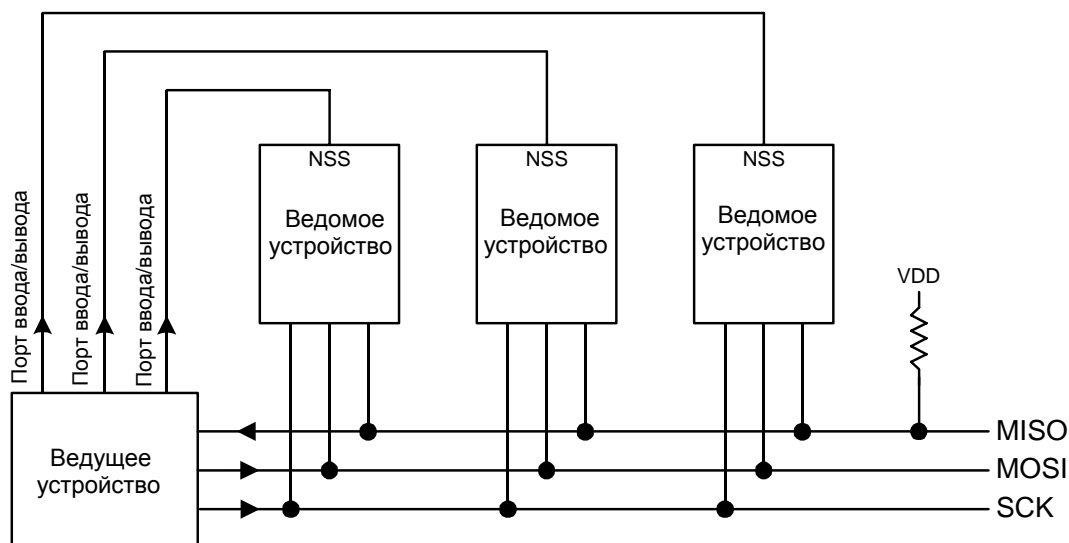 NSS
NSS
NSS
Ведомое
устройство
Ведомое
устройство
Ведомое
устройство
Порт ввода/вывода
Порт ввода/вывода
Порт ввода/вывода
VDD
Ведущее
устройство
MISO
MOSI
SCK